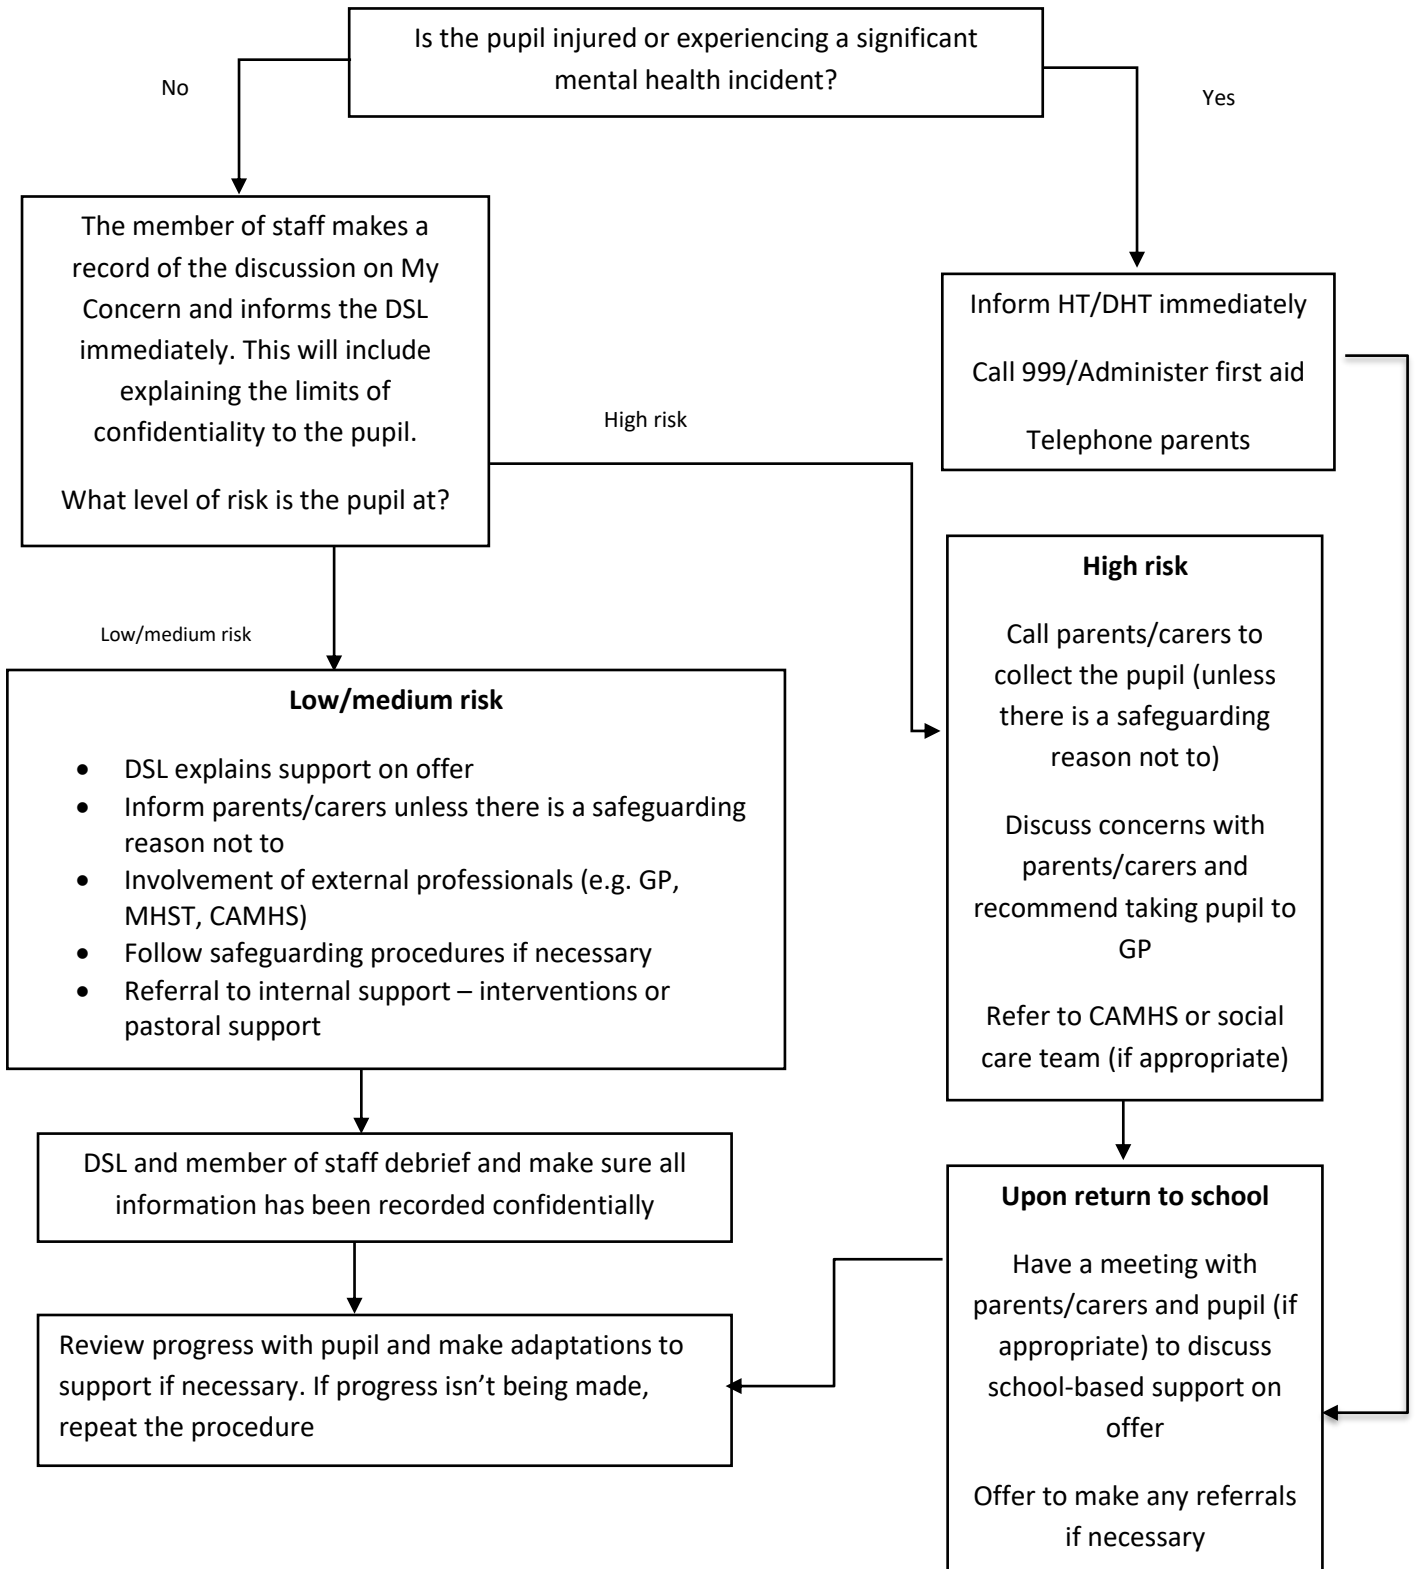 Is the pupil injured or experiencing a significant
mental health incident?
No
Yes
The member of staff makes a
record of the discussion on My
Concern and informs the DSL
immediately. This will include
explaining the limits of
confidentiality to the pupil.
What level of risk is the pupil at?
Inform HT/DHT immediately
Call 999/Administer first aid
Telephone parents
High risk
High risk
Call parents/carers to
collect the pupil (unless
there is a safeguarding
reason not to)
Discuss concerns with
parents/carers and
recommend taking pupil to
GP
Refer to CAMHS or social
care team (if appropriate)
Low/medium risk
Low/medium risk
• DSL explains support on offer
• Inform parents/carers unless there is a safeguarding
reason not to
• Involvement of external professionals (e.g. GP,
MHST, CAMHS)
• Follow safeguarding procedures if necessary
• Referral to internal support – interventions or
pastoral support
DSL and member of staff debrief and make sure all
information has been recorded confidentially
Upon return to school
Have a meeting with
parents/carers and pupil (if
appropriate) to discuss
school-based support on
offer
Offer to make any referrals
if necessary
Review progress with pupil and make adaptations to
support if necessary. If progress isn't being made,
repeat the procedure